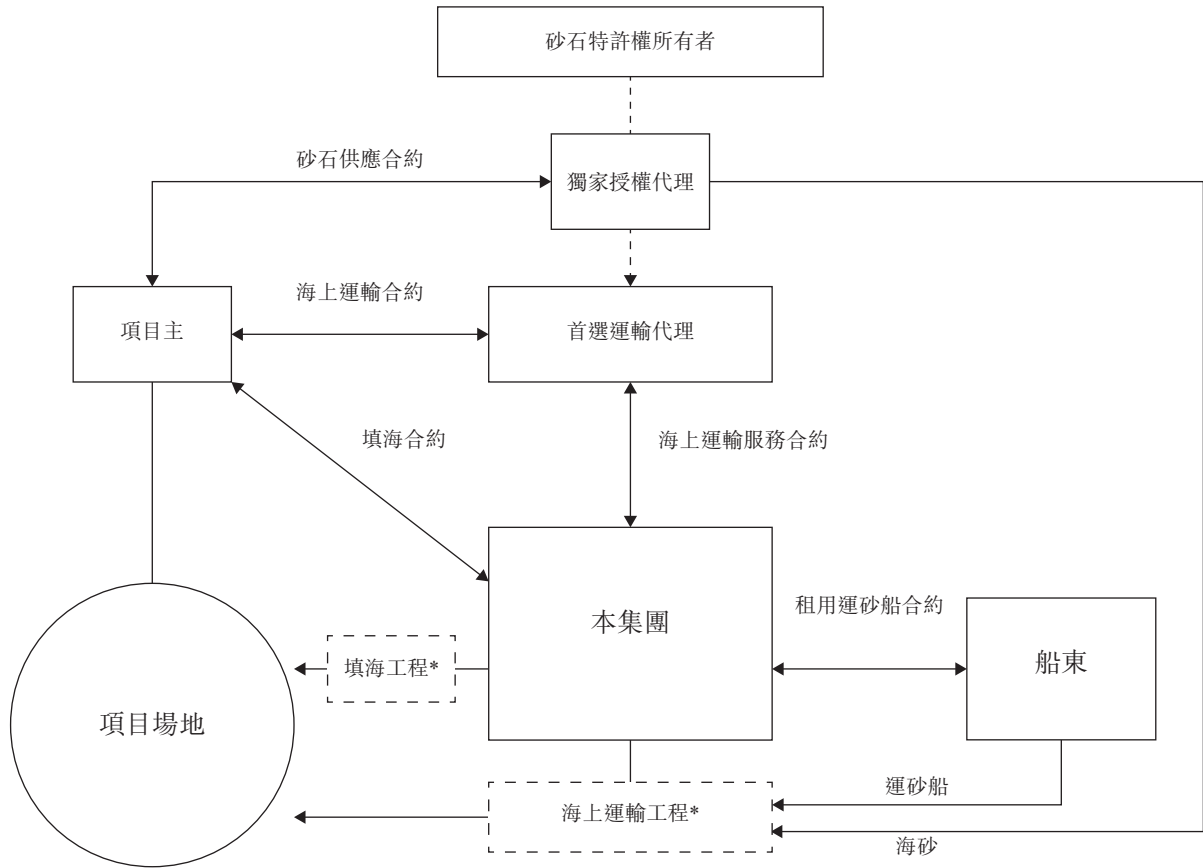 砂石特許權所有者
砂石供應合約
獨家授權代理
海上運輸合約
項目主
首選運輸代理
填海合約
海上運輸服務合約
本集團
租用運砂船合約
船東
填海工程*
項目場地
運砂船
海上運輸工程*
海砂